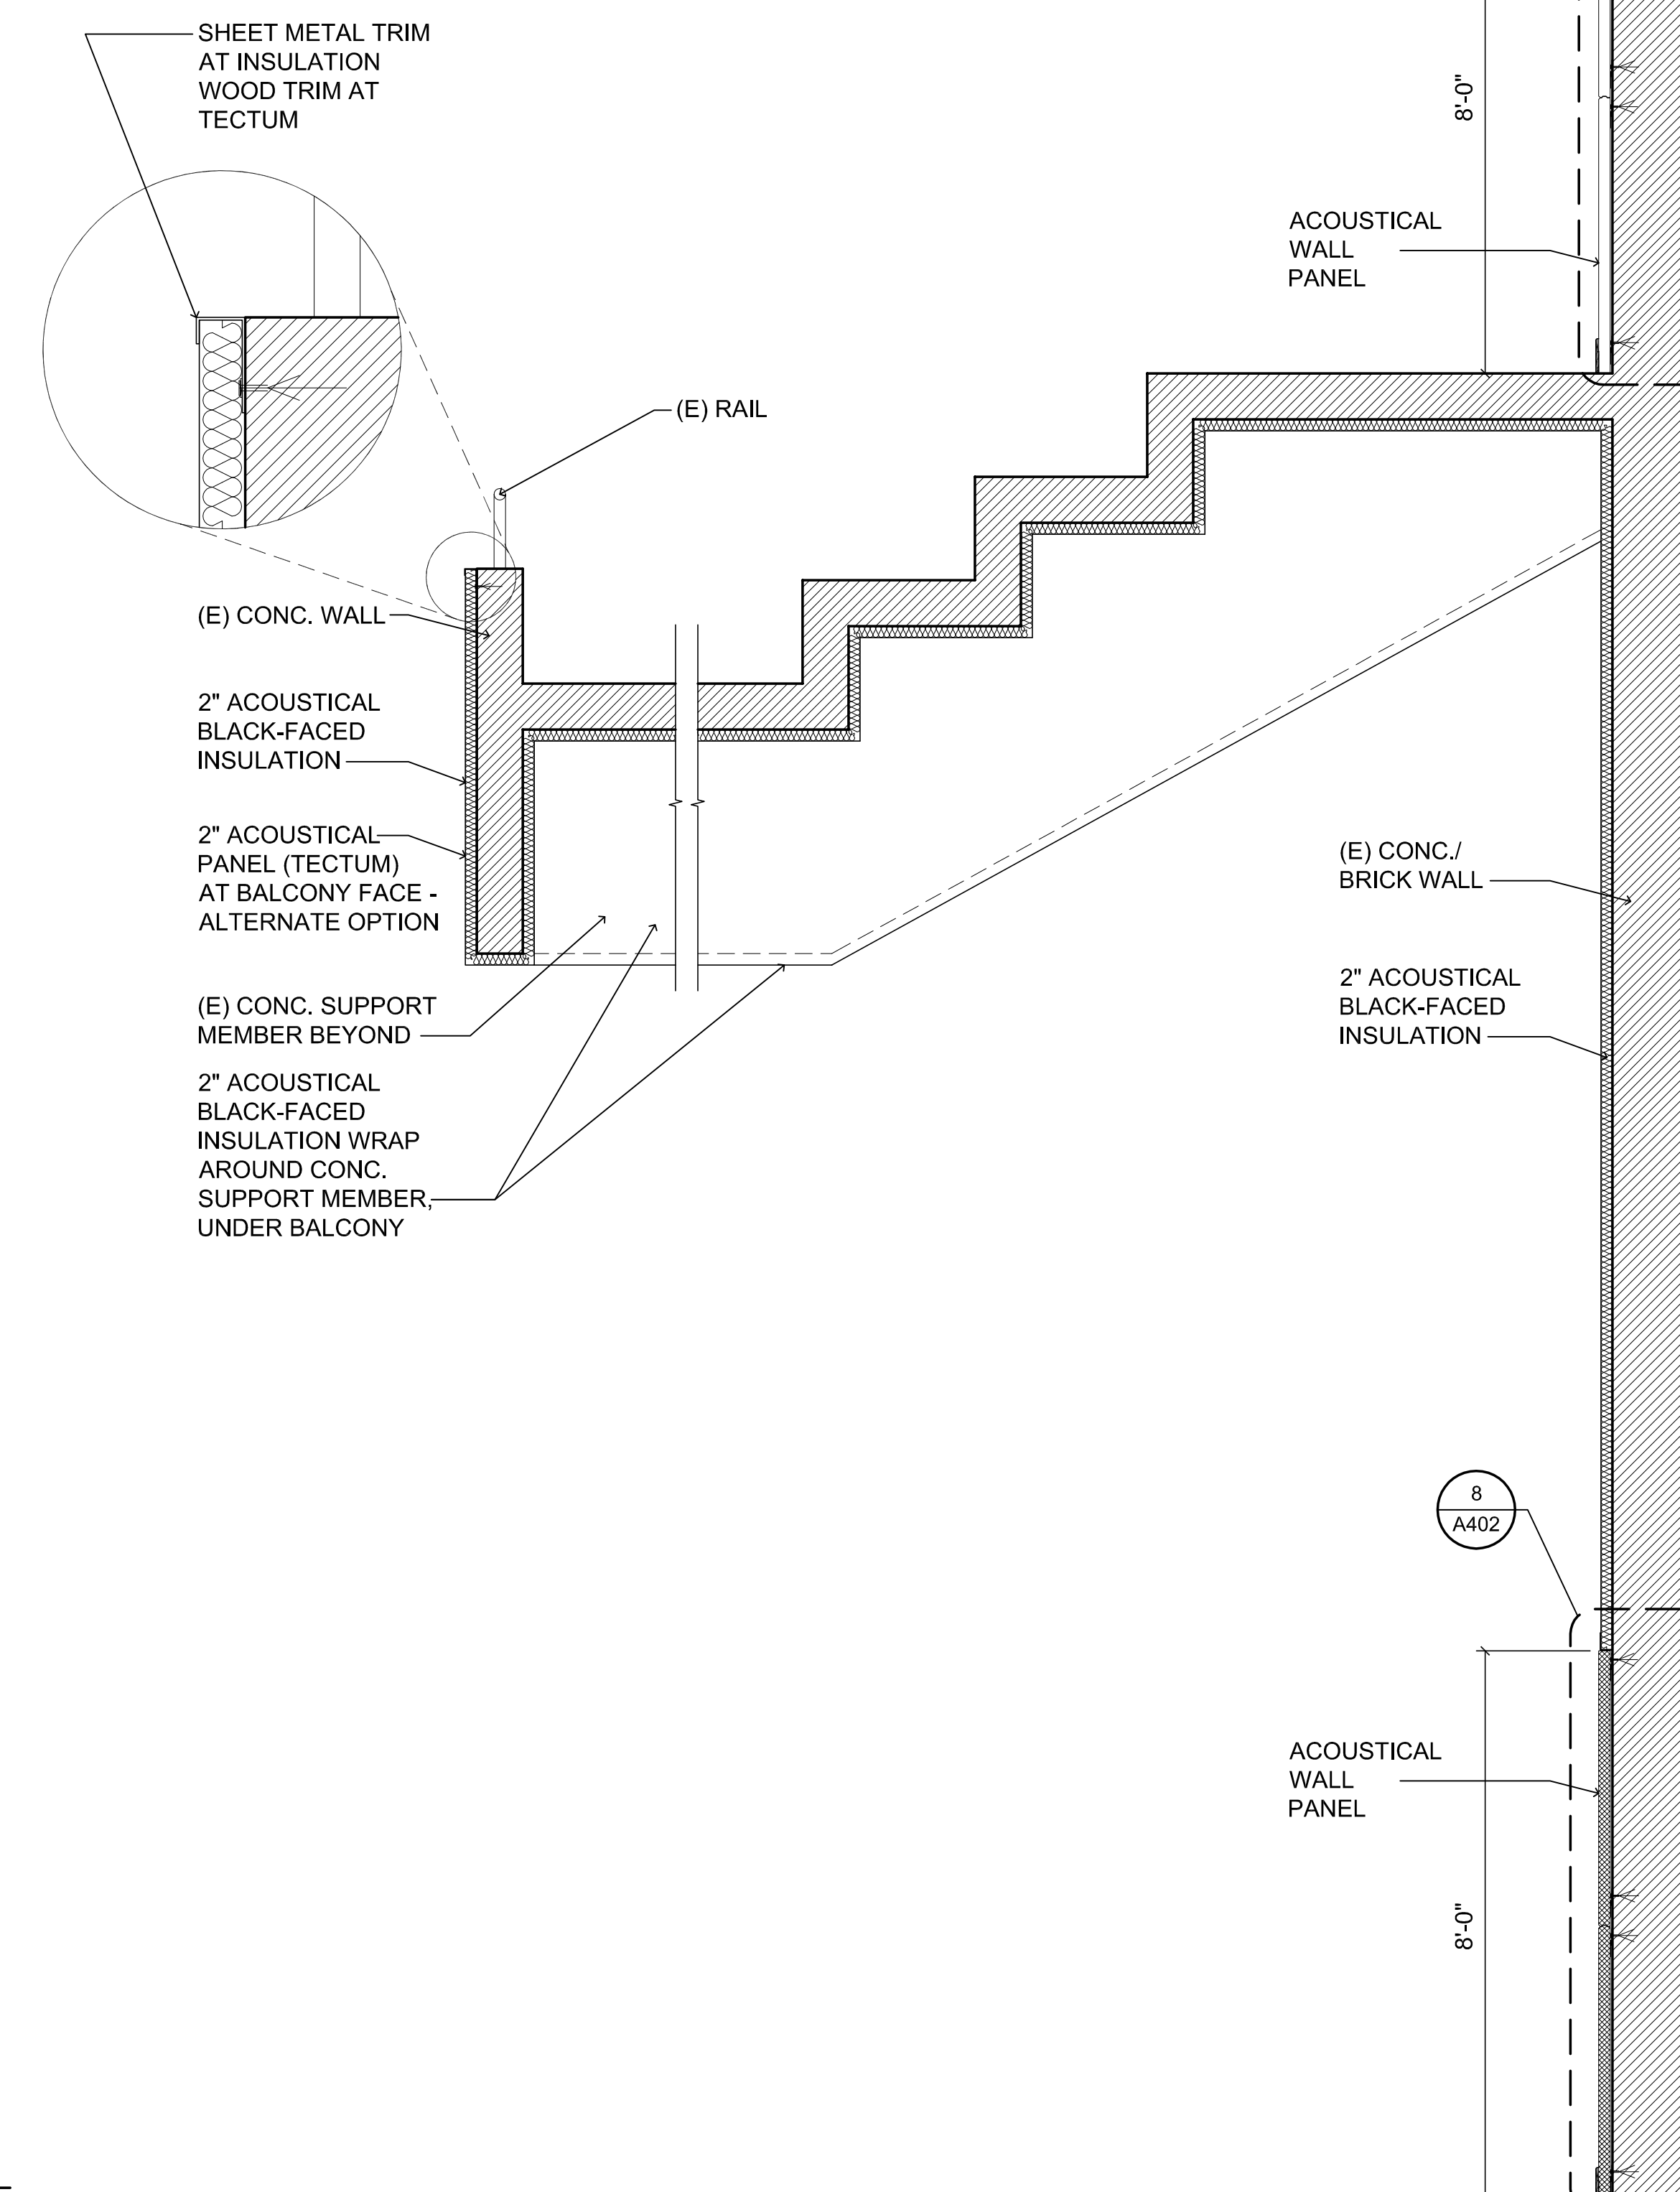 SHEET METAL TRIM
AT INSULATION
WOOD TRIM AT
TECTUM
8'-0"
ACOUSTICAL
WALL
PANEL
(E) RAIL
(E) CONC. WALL
2" ACOUSTICAL
BLACK-FACED
INSULATION
2" ACOUSTICAL
PANEL (TECTUM)
AT BALCONY FACE -
ALTERNATE OPTION
(E) CONC. SUPPORT
MEMBER BEYOND
2" ACOUSTICAL
BLACK-FACED
INSULATION WRAP
AROUND CONC.
SUPPORT MEMBER,
UNDER BALCONY
(E) CONC./
BRICK WALL
2" ACOUSTICAL
BLACK-FACED
INSULATION
8
A402
ACOUSTICAL
WALL
PANEL
8'-0"